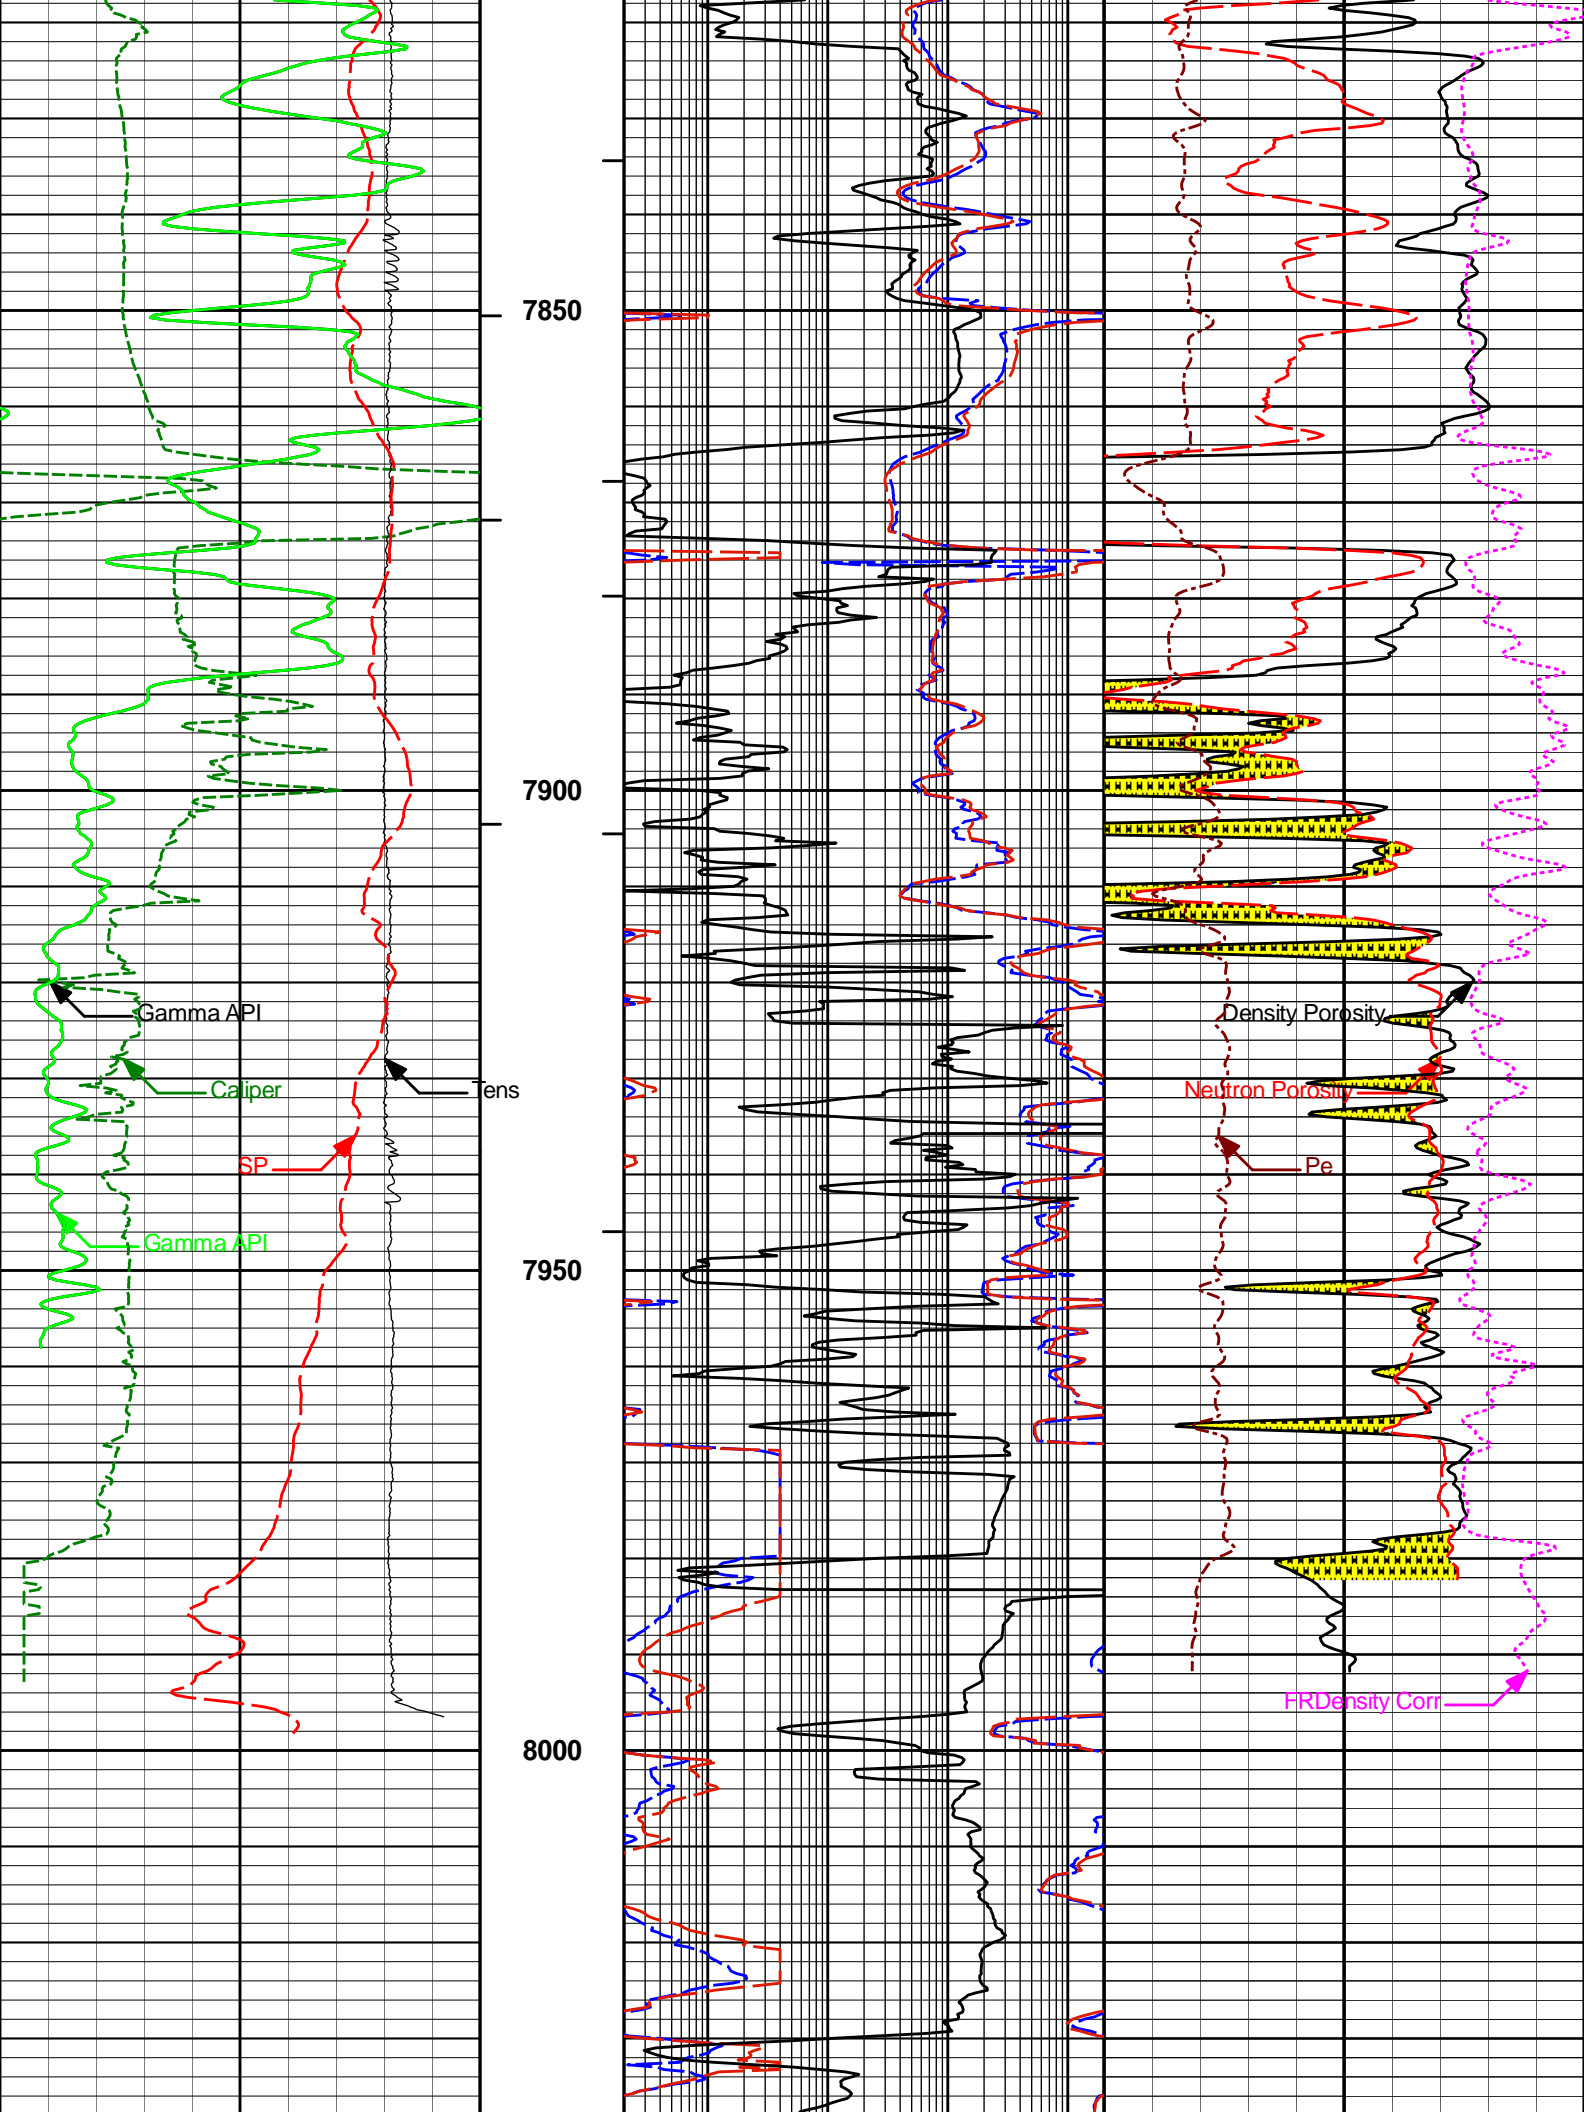 7850
7900
Gamma API
Density Porosity
Caliper
Tens
Neutron Porosity
SP
Pe
Gamma API
7950
FRDensity Corr
8000